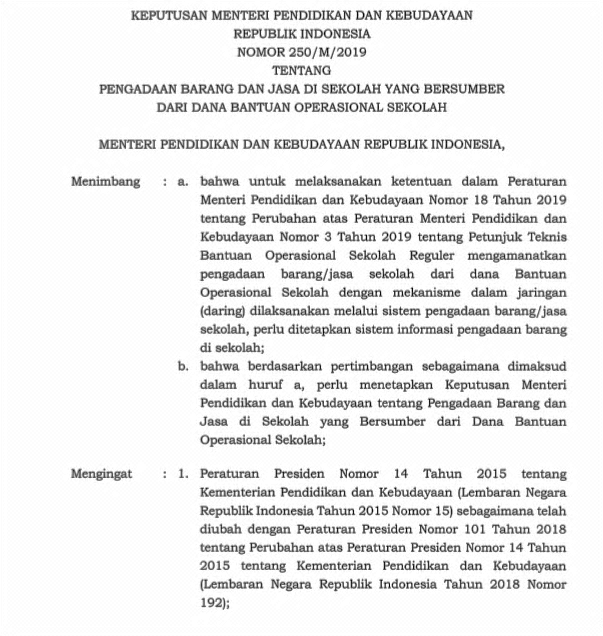 KEPUTUSAN MENTERI PENDIDIKAN DAN KEBUDAYAAN
REPUBLIK INDONESIA
NOMOR 250/M/2019
TENTANG
PENGADAAN BARANG DAN JASA DI SEKOLAH YANG BERSUMBER
DARI DANA BANTUAN OPERASIONAL SEKOLAH
MENTERI PENDIDIKAN DAN KEBUDAYAAN REPUBLIK INDONESIA,
Menimbang : a. bahwa untuk melaksanakan ketentuan dalam Peraturan
Menteri Pendidikan dan Kebudayaan Nomor 18 Tahun 2019
tentang Perubahan atas Peraturan Menteri Pendidikan dan
Kebudayaan Nomor 3 Tahun 2019 tentang Petunjuk Teknis
Bantuan Operasional Sekolah Reguler mengamanatkan
pengadaan barang/jasa sekolah dari dana Bantuan
Operasional Sekolah dengan mekanisme dalam jaringan
(daring) dilaksanakan melalui sistem pengadaan barang/jasa
sekolah, perlu ditetapkan sistem informasi pengadaan barang
di sekolah;
b. bahwa berdasarkan pertimbangan sebagaimana dimaksud
dalam huruf a, perlu menetapkan Keputusan Menteri
Pendidikan dan Kebudayaan tentang Pengadaan Barang dan
Jasa di Sekolah yang Bersumber dari Dana Bantuan
Operasional Sekolah;
Mengingat : 1. Peraturan Presiden Nomor 14 Tahun 2015 tentang
Kementerian Pendidikan dan Kebudayaan (Lembaran Negara
Republik Indonesia Tahun 2015 Nomor 15) sebagaimana telah
diubah dengan Peraturan Presiden Nomor 101 Tahun 2018
tentang Perubahan atas Peraturan Presiden Nomor 14 Tahun
2015 tentang Kementerian Pendidikan dan Kebudayaan
(Lembaran Negara Republik Indonesia Tahun 2018 Nomor
192);